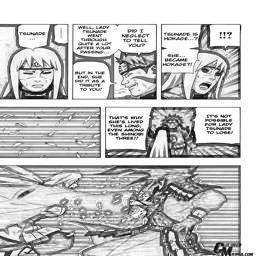 !!?
TSUNADE IS
HOKAGE...?
SHE...
BECAME
HOKAGE?!
DID I
NEGLECT
TO TELL
YOU?
WELL, LADY
TSUNADE
WENT
THROUGH
QUITE A LOT
AFTER YOUR
PASSING...
BUT IN THE
END, SHE
DID IT AS A
TRIBUTE
TO YOU!
TSUNADE...
IT'S NOT
POSSIBLE
FOR LADY
TSUNADE
TO LOSE!
THAT'S WHY
SHE'S LIVED
THIS LONG
EVEN AMONG
THE SHINOBI
THREE!!